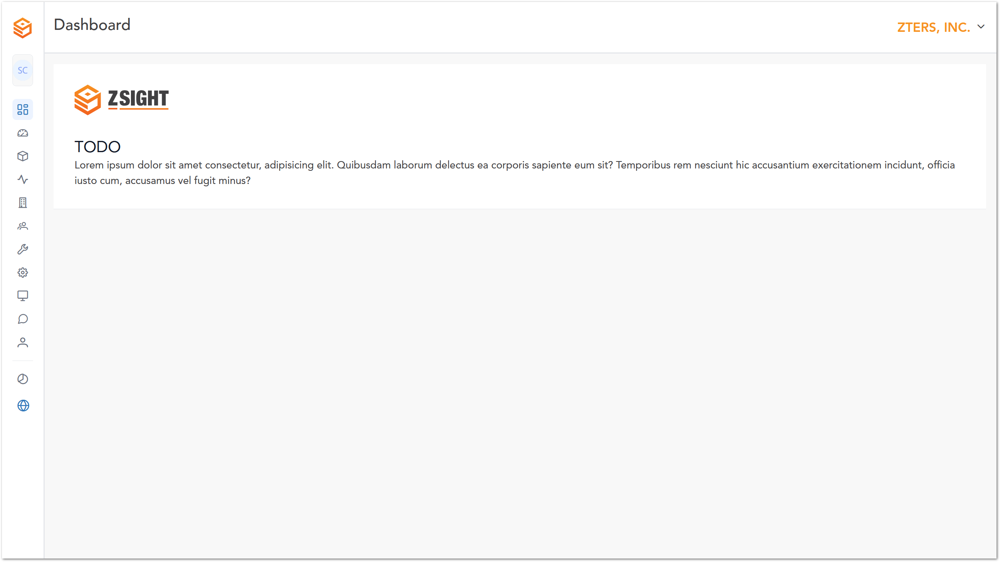 Dashboard
ZTERS, INC.
SC
ZSIGHT
TODO
Lorem ipsum dolor sit amet consectetur, adipisicing elit. Quibusdam laborum delectus ea corporis sapiente eum sit? Temporibus rem nesciunt hic accusantium exercitationem incidunt, officia
iusto cum, accusamus vel fugit minus?